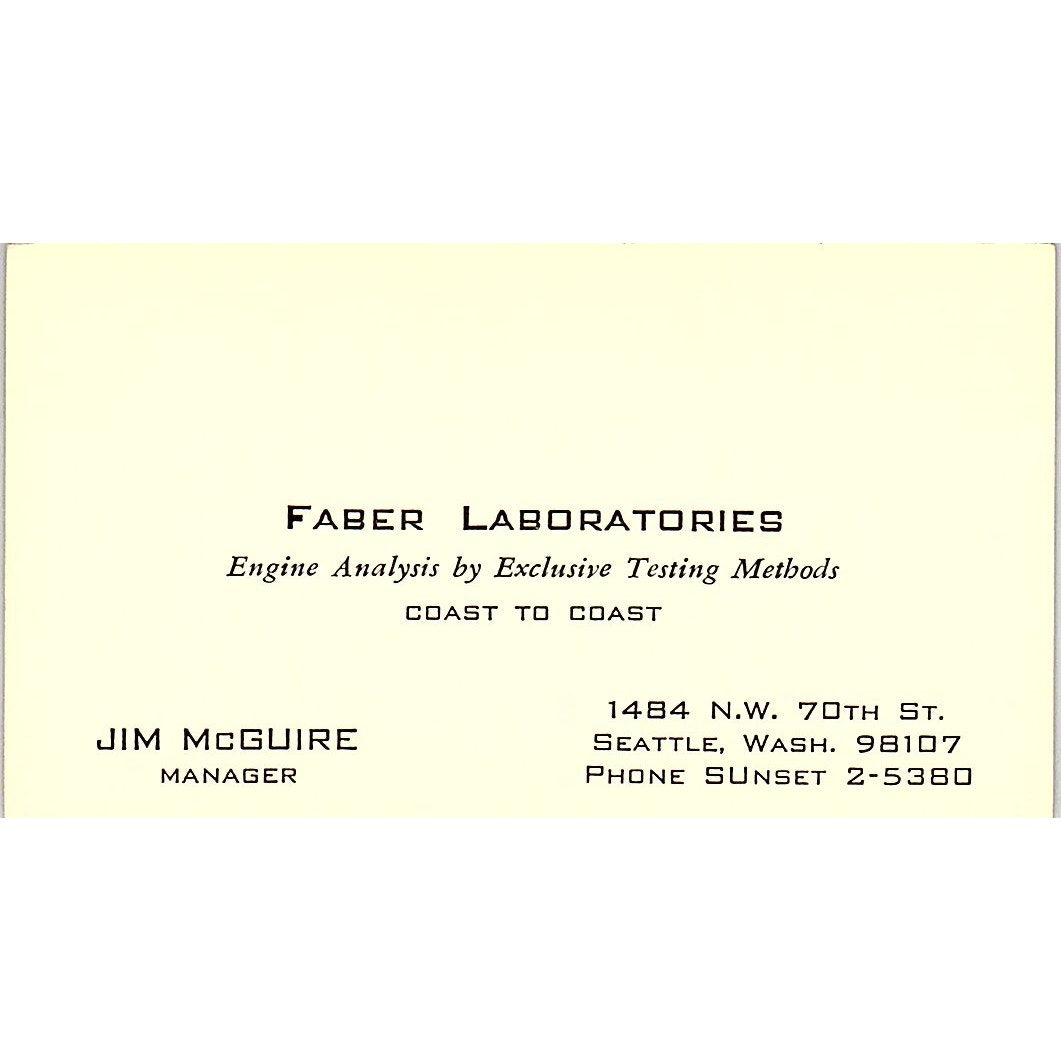 FABER LABORATORIES
Engine Analysis by Exclusive Testing Methods
COAST TO COAST
JIM McGUIRE
MANAGER
1484 N.W. 70TH ST.
SEATTLE, WASH. 98107
PHONE SUNSET 2-5380